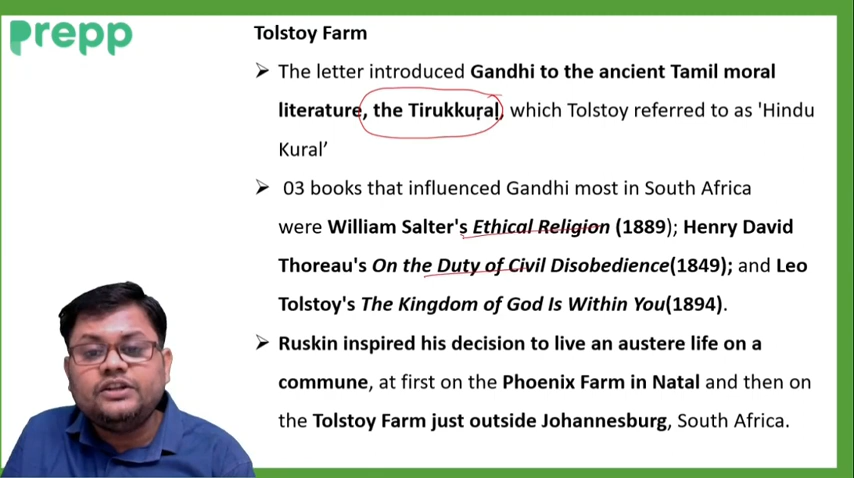 prepp
Tolstoy Farm
➢ The letter introduced Gandhi to the ancient Tamil moral
literature, the Tirukkuṛaḷ, which Tolstoy referred to as 'Hindu
Kural’
➢ 03 books that influenced Gandhi most in South Africa
were William Salter's Ethical Religion (1889); Henry David
Thoreau's On the Duty of Civil Disobedience(1849); and Leo
Tolstoy's The Kingdom of God Is Within You(1894).
➢ Ruskin inspired his decision to live an austere life on a
commune, at first on the Phoenix Farm in Natal and then on
the Tolstoy Farm just outside Johannesburg, South Africa.